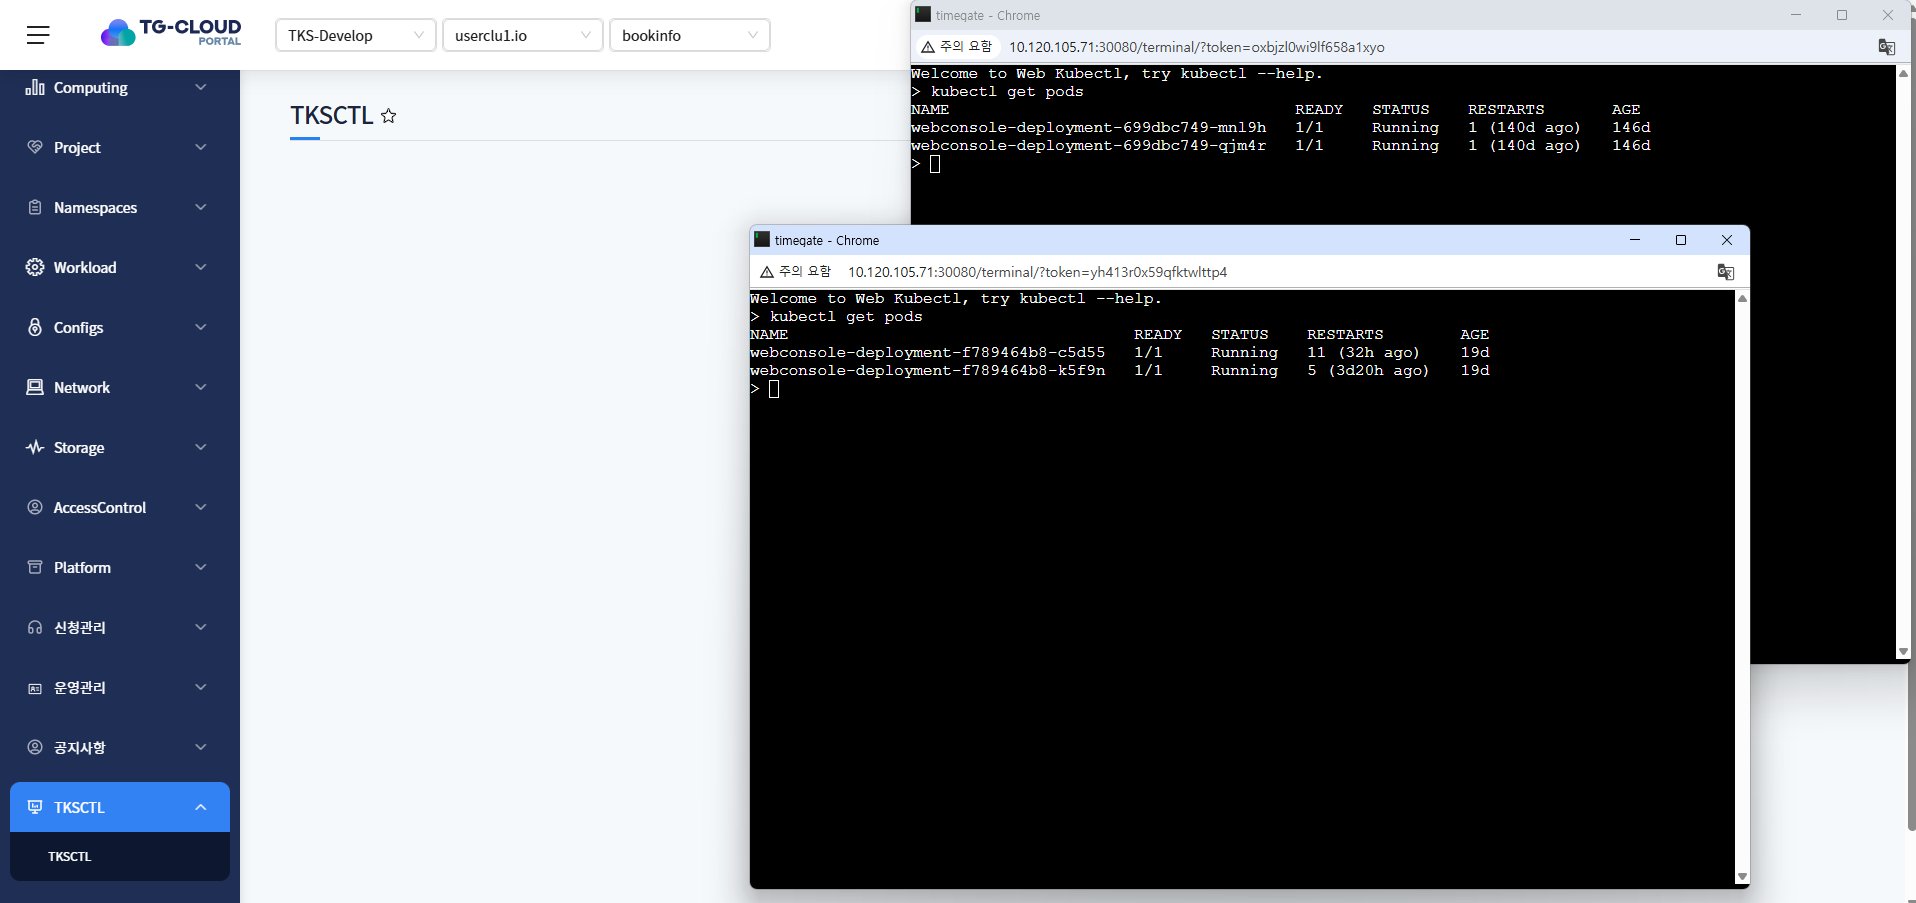 TG-CLOUD
PORTAL
TKS-Develop
userclu1.io
bookinfo
Computing
Project
Namespaces
Workload
Configs
Network
Storage
AccessControl
Platform
신청관리
운영관리
공지사항
TKSCTL
TKSCTL
TKSCTL
timegate - Chrome
주의 요함 10.120.105.71:30080/terminal/?token=oxbjzl0wi9lf658a1xyo
Welcome to Web Kubectl, try kubectl --help.
> kubectl get pods
NAME READY STATUS RESTARTS AGE
webconsole-deployment-699dbc749-mnl9h 1/1 Running 1 (140d ago) 146d
webconsole-deployment-699dbc749-qjm4r 1/1 Running 1 (140d ago) 146d
>
timegate - Chrome
주의 요함 10.120.105.71:30080/terminal/?token=yh413r0x59qfktwlttp4
Welcome to Web Kubectl, try kubectl --help.
> kubectl get pods
NAME READY STATUS RESTARTS AGE
webconsole-deployment-f789464b8-c5d55 1/1 Running 11 (32h ago) 19d
webconsole-deployment-f789464b8-k5f9n 1/1 Running 5 (3d20h ago) 19d
>